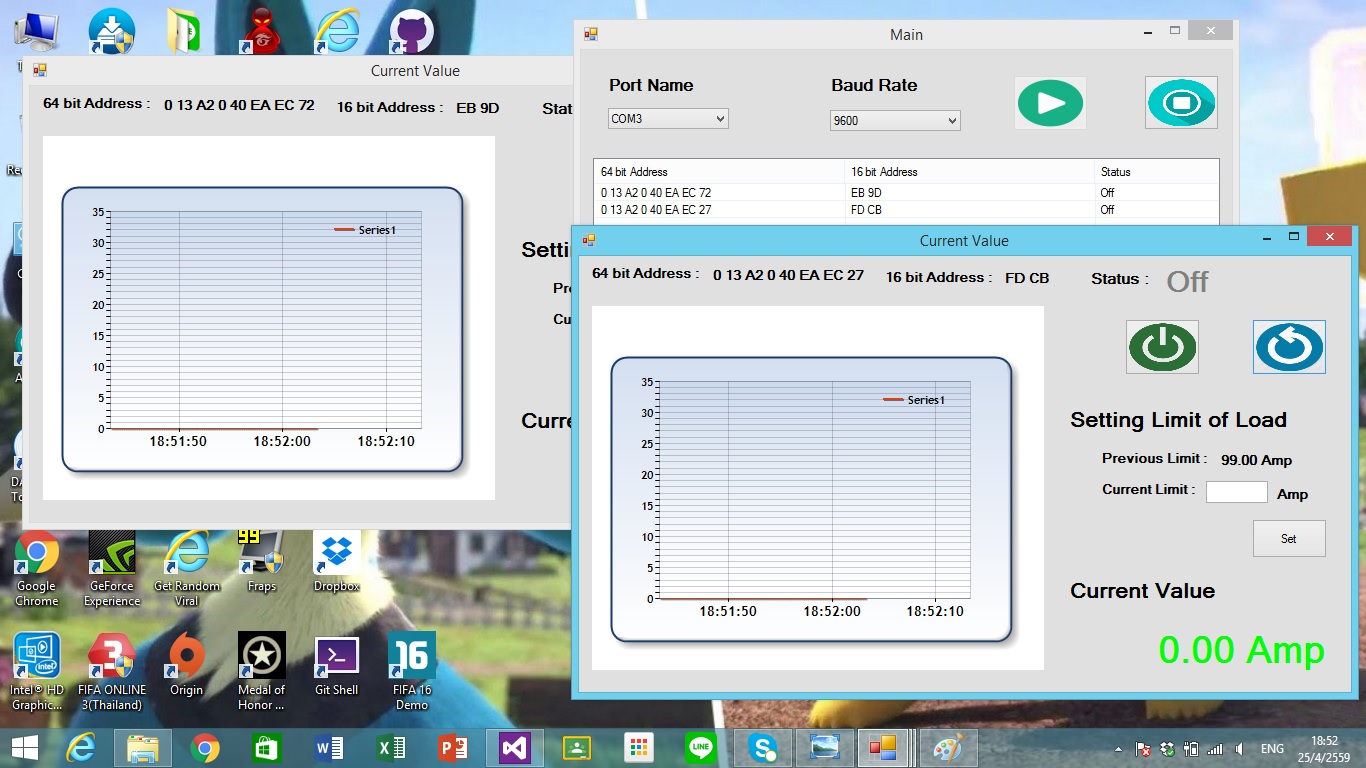 Main
Port Name
Baud Rate
COM3
9600
64 bit Address 16 bit Address Status
0 13 A2 0 40 EA EC 72 EB 9D Off
0 13 A2 0 40 EA EC 27 FD CB Off
Current Value
64 bit Address : 0 13 A2 0 40 EA EC 72 16 bit Address : EB 9D
35
30
25
20
15
10
5
0
Series1
18:51:50 18:52:00 18:52:10
Current Value
64 bit Address : 0 13 A2 0 40 EA EC 27 16 bit Address : FD CB Status : Off
35
30
25
20
15
10
5
0
Series1
18:51:50 18:52:00 18:52:10
Setting Limit of Load
Previous Limit : 99.00 Amp
Current Limit : Amp
Set
Current Value
0.00 Amp
99
Google Chrome
GeForce Experience
Get Random Viral
Fraps
Dropbox
Intel® HD Graphic...
FIFA ONLINE 3(Thailand)
Origin
Medal of Honor ...
Git Shell
16
FIFA 16 Demo
LINE
ENG
18:52
25/4/2559